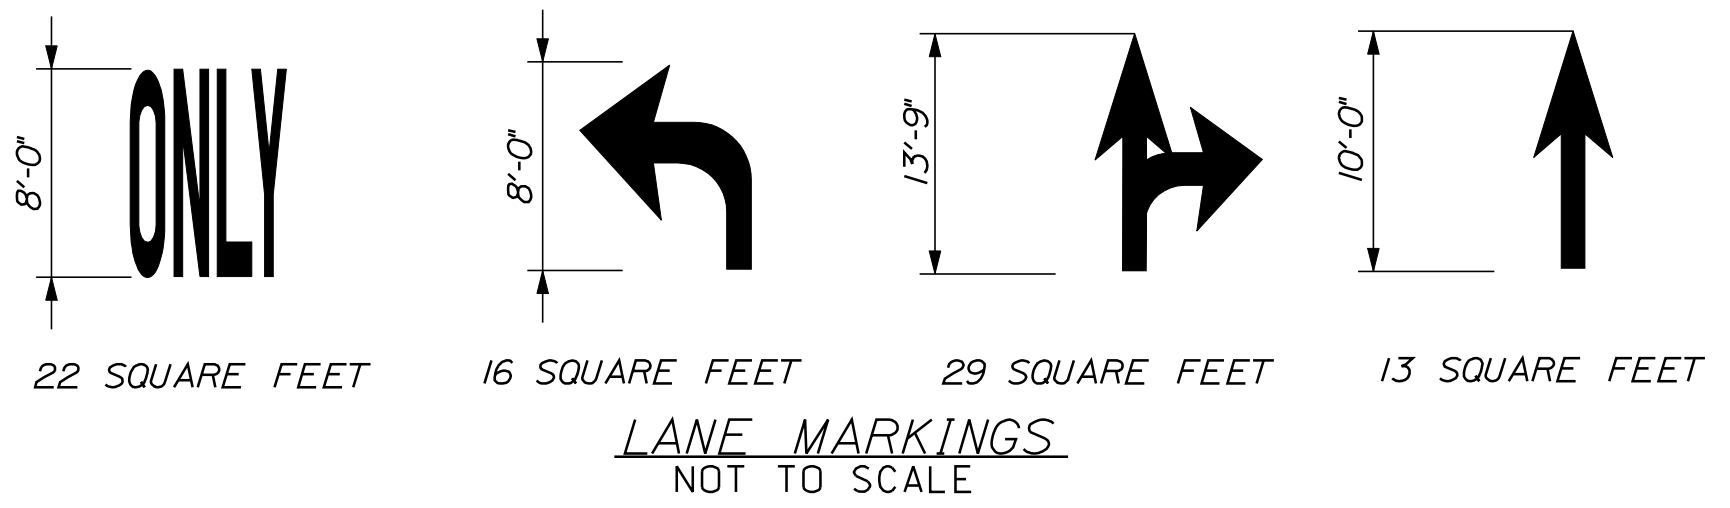 8'-0"
ONLY
22 SQUARE FEET
8'-0"
16 SQUARE FEET
13'-9"
29 SQUARE FEET
10'-0"
13 SQUARE FEET
LANE MARKINGS
NOT TO SCALE